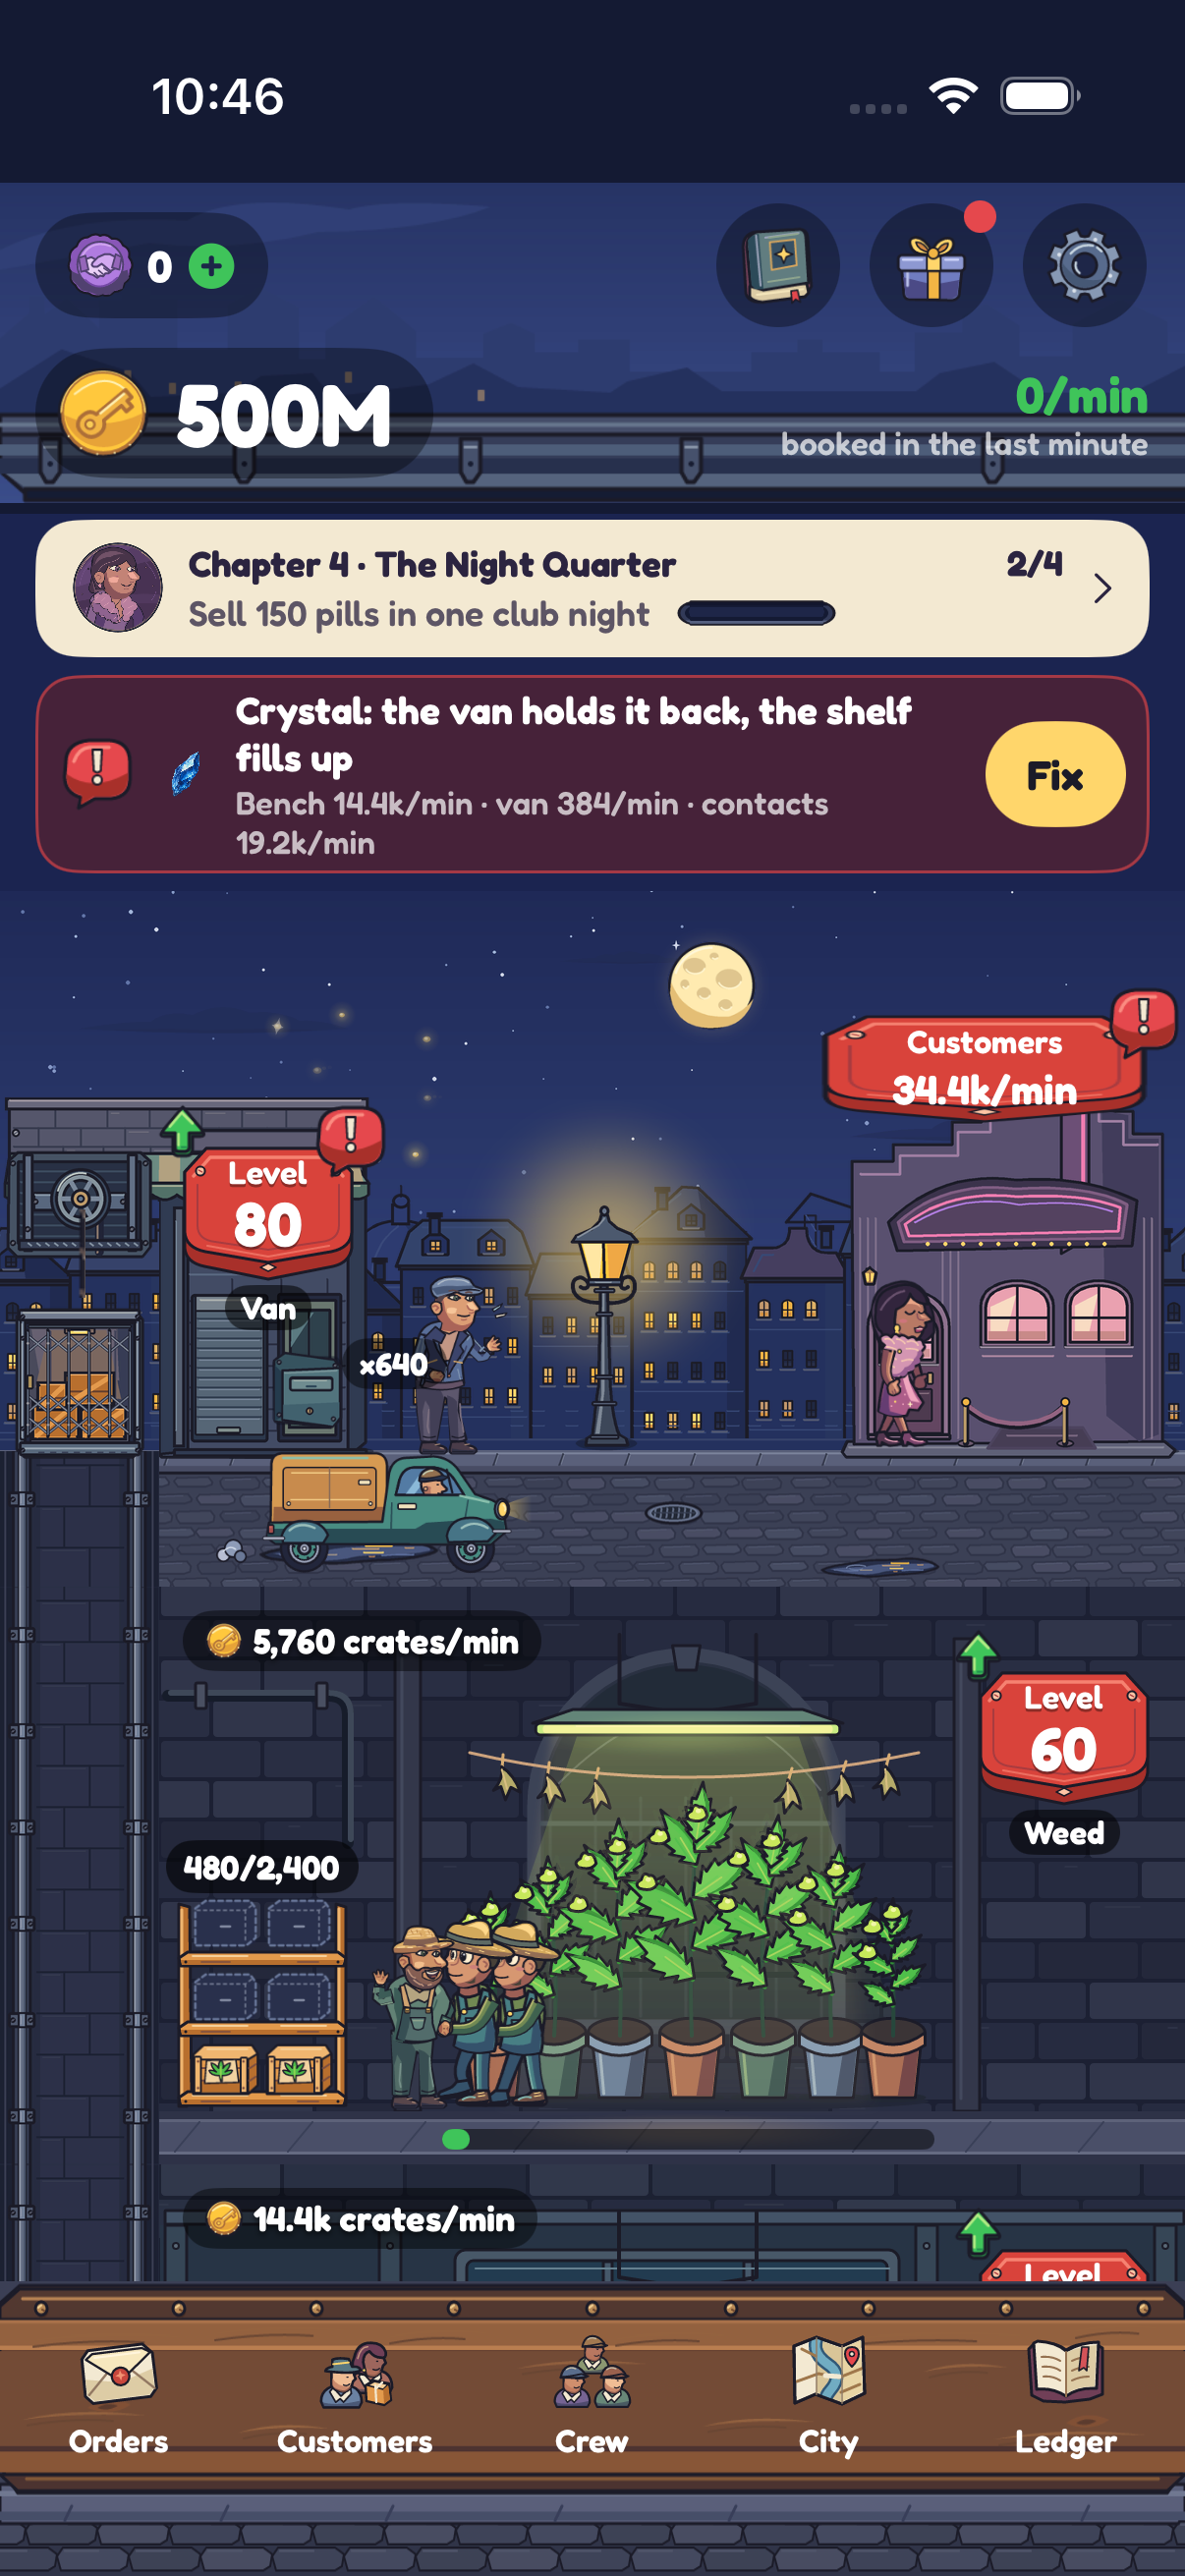 10:46
0
500M
0/min
booked in the last minute
Chapter 4 · The Night Quarter
2/4
Sell 150 pills in one club night
Crystal: the van holds it back, the shelf
fills up
Bench 14.4k/min · van 384/min · contacts
19.2k/min
Fix
Customers
34.4k/min
Level
80
Van
x640
5,760 crates/min
Level
60
Weed
480/2,400
14.4k crates/min
Level
Orders
Customers
Crew
City
Ledger